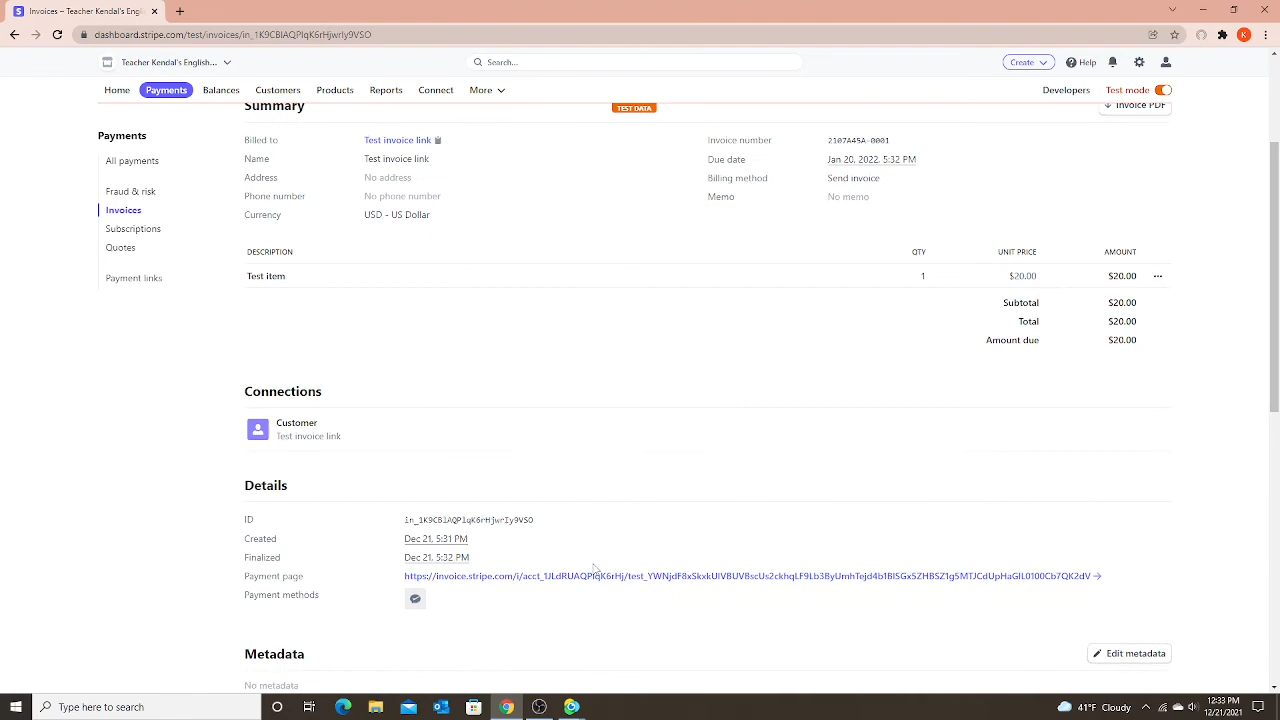 Invoices – Teacher Kendal's Engl
dashboard.stripe.com/test/invoices/in_1K9CBlAQPlqK6rHjwrIy9VSO
K
Teacher Kendal's English...
Search...
Create
Help
Home
Payments
Balances
Customers
Products
Reports
Connect
More
Developers
Test mode
Summary
TEST DATA
Invoice PDF
Payments
All payments
Fraud & risk
Invoices
Subscriptions
Quotes
Payment links
Billed to Test invoice link
Name Test invoice link
Address No address
Phone number No phone number
Currency USD - US Dollar
Invoice number 2107A45A-0001
Due date Jan 20, 2022, 5:32 PM
Billing method Send invoice
Memo No memo
DESCRIPTION QTY UNIT PRICE AMOUNT
Test item 1 $20.00 $20.00
Subtotal $20.00
Total $20.00
Amount due $20.00
Connections
Customer
Test invoice link
Details
ID in_1K9CBlAQPlqK6rHjwrIy9VSO
Created Dec 21, 5:31 PM
Finalized Dec 21, 5:32 PM
Payment page
Payment methods
Metadata
Edit metadata
No metadata
Type here to search
41°F Cloudy
12:33 PM
12/21/2021